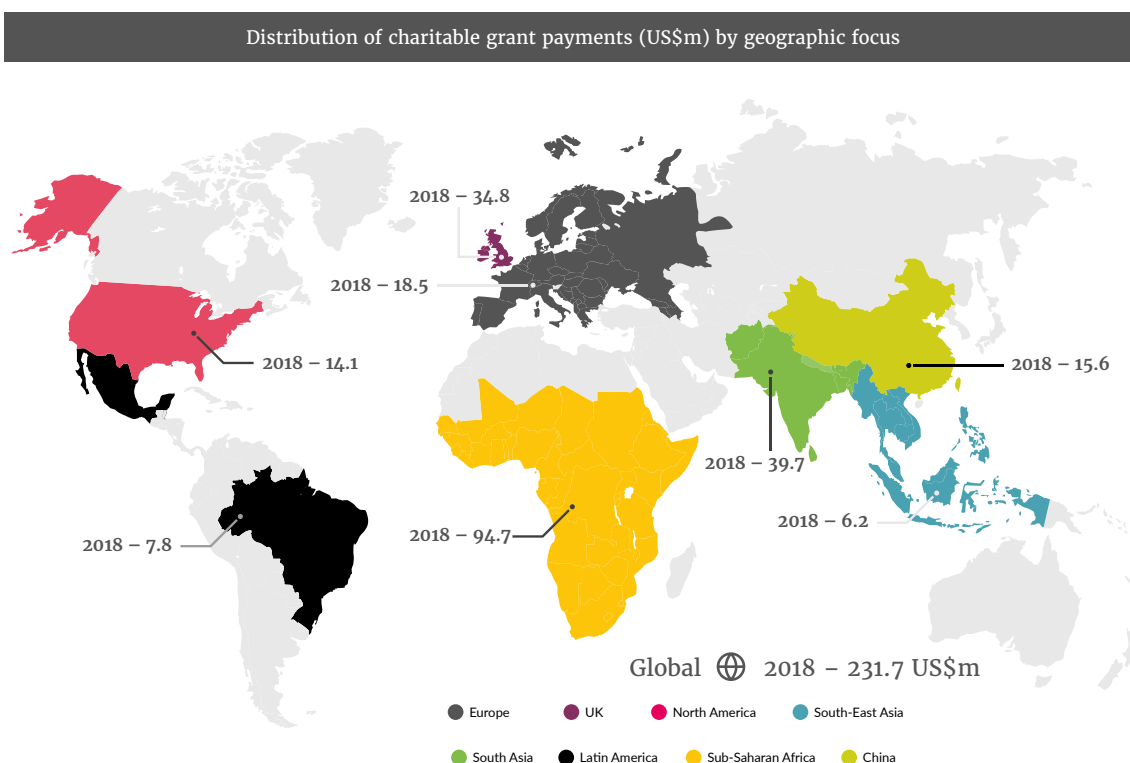 Distribution of charitable grant payments (US$m) by geographic focus
2018 – 34.8
2018 – 18.5
2018 – 14.1
2018 – 15.6
2018 – 39.7
2018 – 6.2
2018 – 94.7
2018 – 7.8
Global 2018 – 231.7 US$m
Europe UK North America South-East Asia
South Asia Latin America Sub-Saharan Africa China